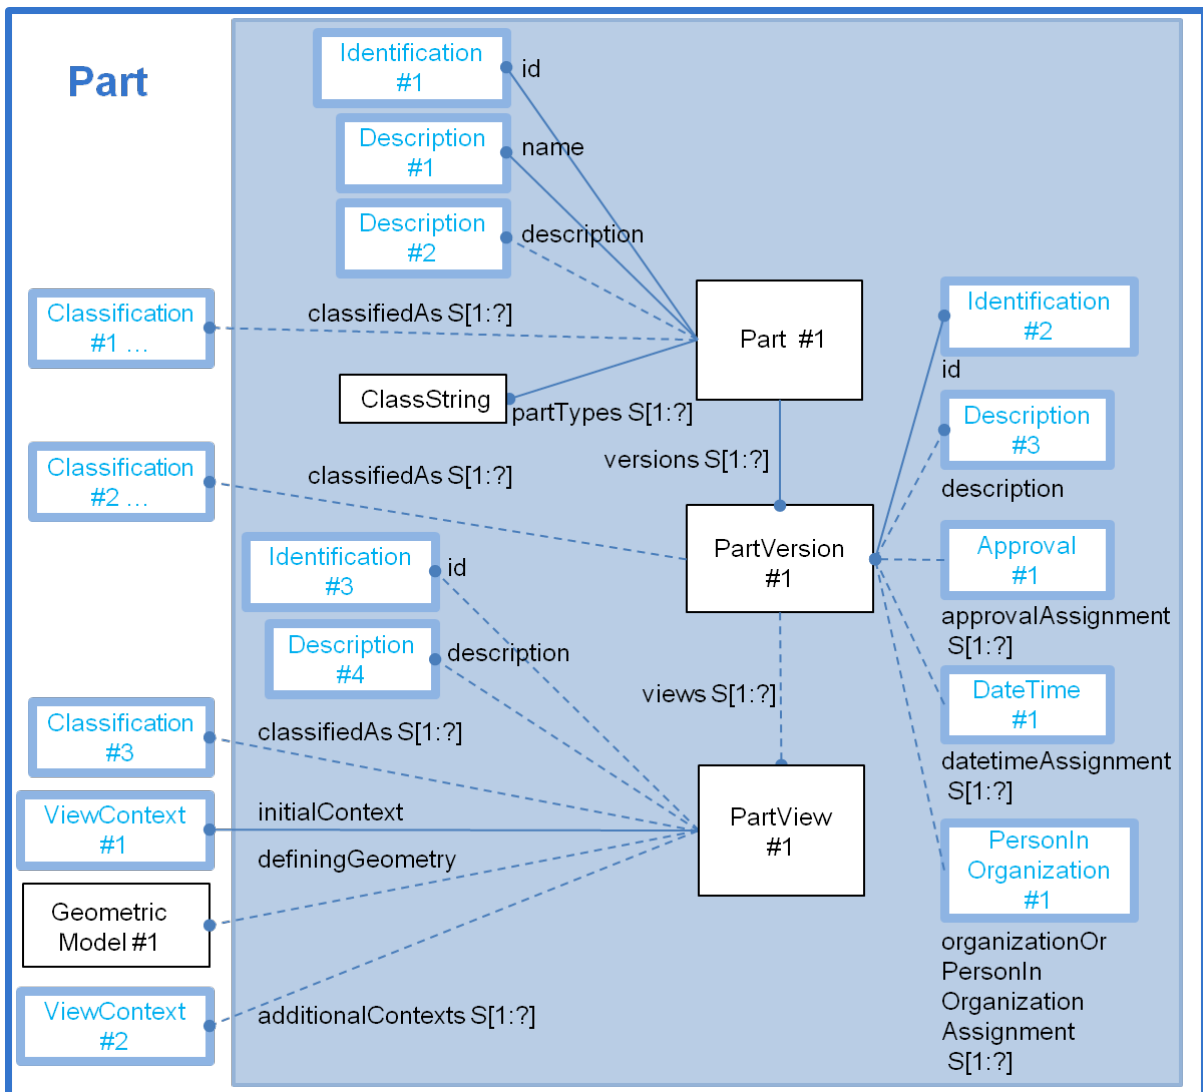 Part
Identification
#1
id
Description
#1
name
Description
#2
description
Classification
#1 ...
classifiedAs S[1:?]
Part #1
ClassString
partTypes S[1:?]
Identification
#2
id
Description
#3
description
versions S[1:?]
Classification
#2 ...
classifiedAs S[1:?]
PartVersion
#1
Approval
#1
approvalAssignment
S[1:?]
Identification
#3
id
Description
#4
description
views S[1:?]
DateTime
#1
datetimeAssignment
S[1:?]
Classification
#3
classifiedAs S[1:?]
ViewContext
#1
initialContext
PartView
#1
definingGeometry
Geometric
Model #1
PersonIn
Organization
#1
organizationOr
PersonIn
Organization
Assignment
S[1:?]
ViewContext
#2
additionalContexts S[1:?]